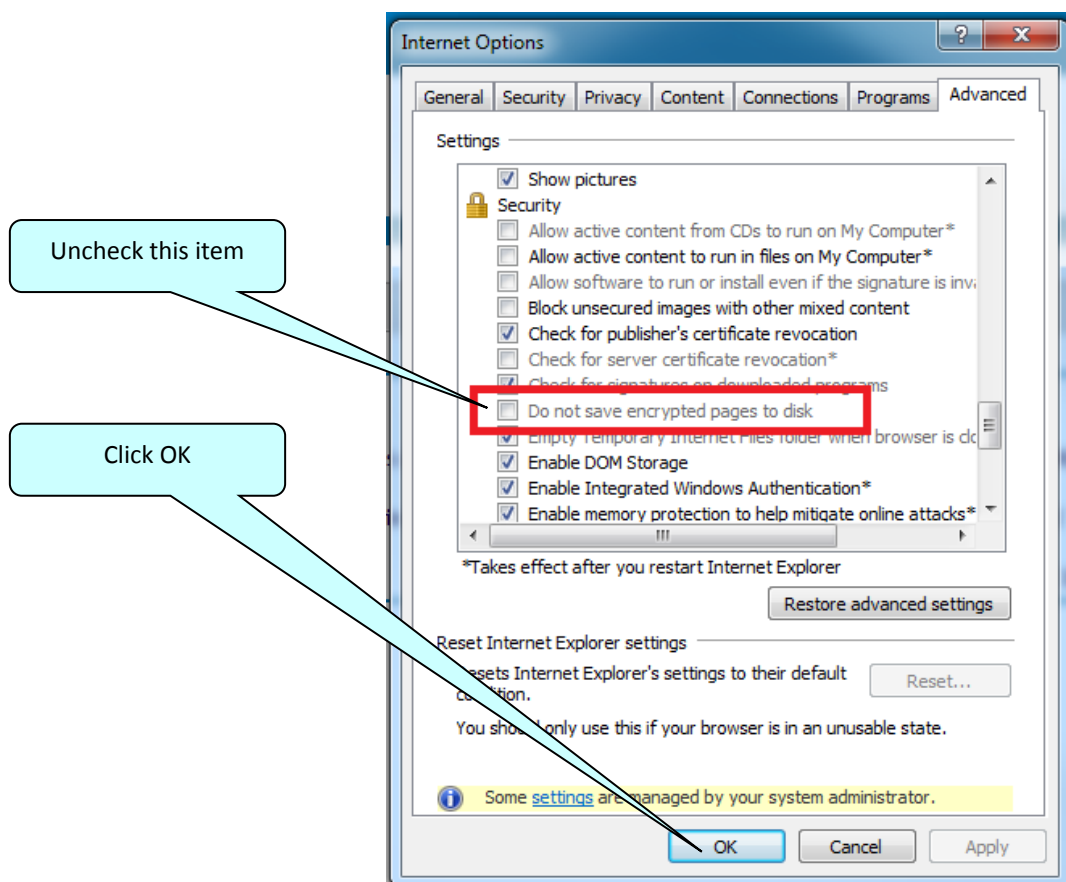 Internet Options
General Security Privacy Content Connections Programs Advanced
Settings
Show pictures
Security
Allow active content from CDs to run on My Computer*
Uncheck this item
Allow active content to run in files on My Computer*
Allow software to run or install even if the signature is
Block unsecured images with other mixed content
Check for publisher's certificate revocation
Check for server certificate revocation*
Check for signatures on downloaded programs
Do not save encrypted pages to disk
Empty Temporary Internet Files folder when browser is
Click OK
Enable DOM Storage
Enable Integrated Windows Authentication*
Enable memory protection to help mitigate online attacks*
*Takes effect after you restart Internet Explorer
Restore advanced settings
Reset Internet Explorer settings
Resets Internet Explorer's settings to their default
condition.
Reset...
You should only use this if your browser is in an unusable state.
Some settings are managed by your system administrator.
OK Cancel Apply